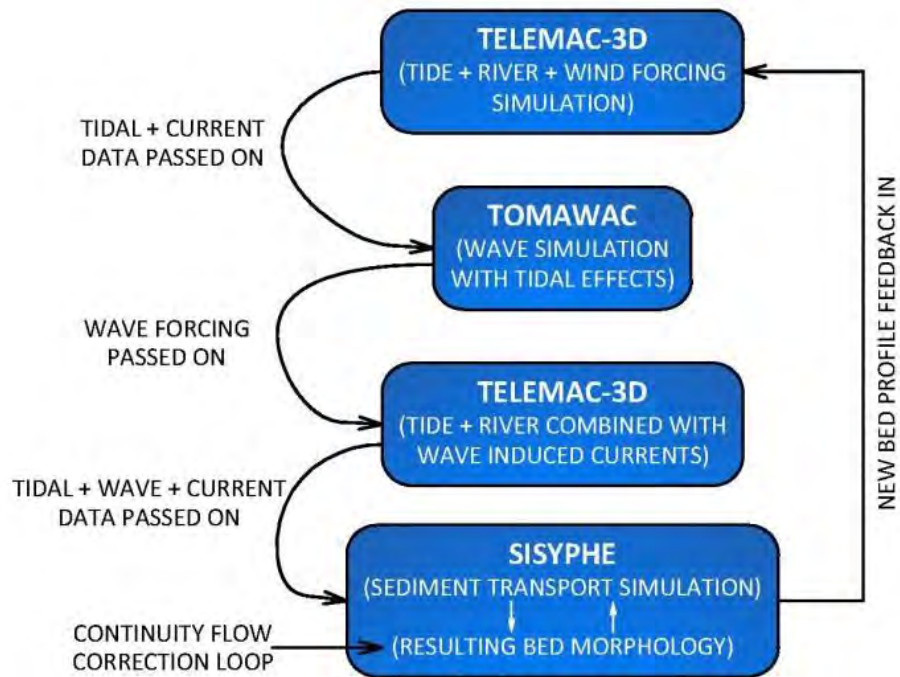 TELEMAC-3D
(TIDE + RIVER + WIND FORCING
SIMULATION)
TIDAL + CURRENT
DATA PASSED ON
TOMAWAC
(WAVE SIMULATION
WITH TIDAL EFFECTS)
WAVE FORCING
PASSED ON
TELEMAC-3D
(TIDE + RIVER COMBINED WITH
WAVE INDUCED CURRENTS)
TIDAL + WAVE + CURRENT
DATA PASSED ON
SISYPHE
(SEDIMENT TRANSPORT SIMULATION)
(RESULTING BED MORPHOLOGY)
CONTINUITY FLOW
CORRECTION LOOP
NEW BED PROFILE FEEDBACK IN